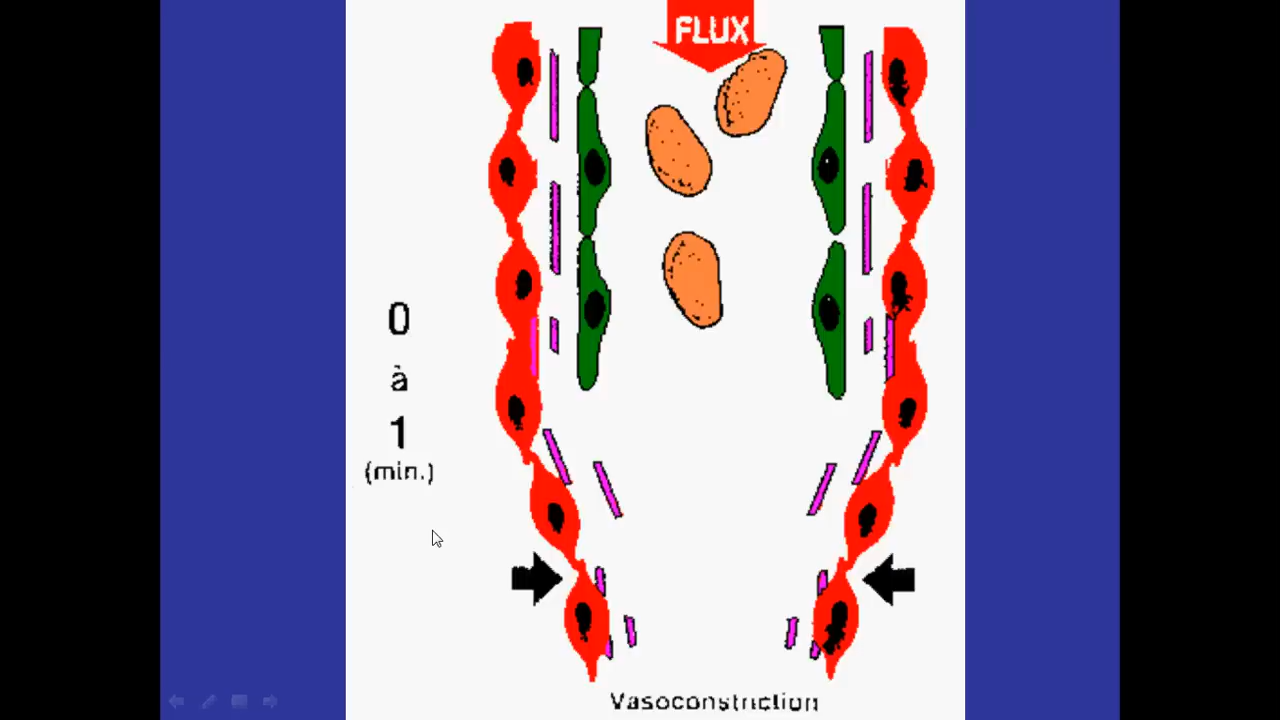 FLUX
0
à
1
(min.)
Vasoconstriction